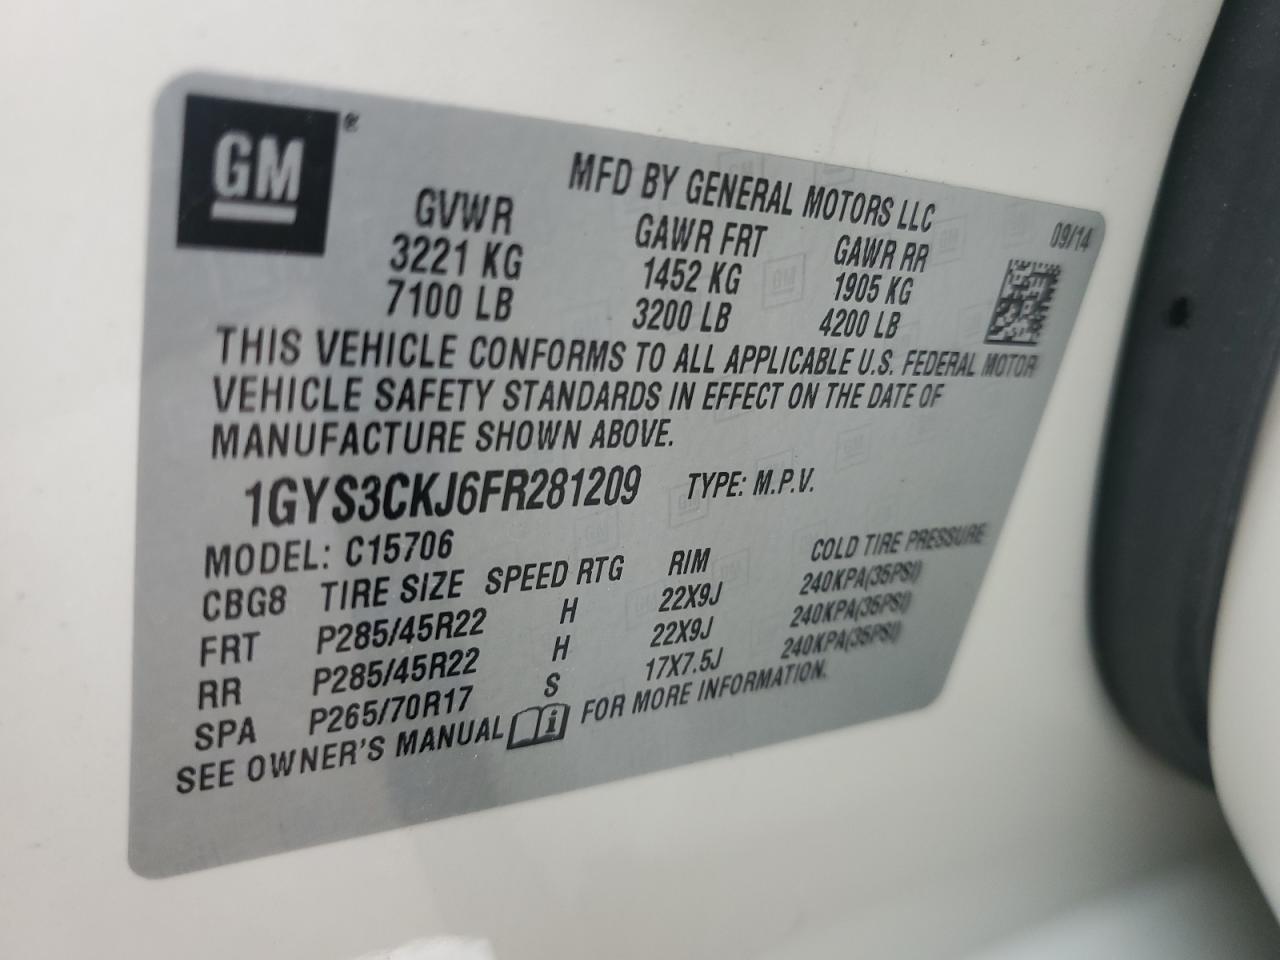 GM®
MFD BY GENERAL MOTORS LLC
09/14
GVWR GAWR FRT GAWR RR
3221 KG 1452 KG 1905 KG
7100 LB 3200 LB 4200 LB
THIS VEHICLE CONFORMS TO ALL APPLICABLE U.S. FEDERAL MOTOR
VEHICLE SAFETY STANDARDS IN EFFECT ON THE DATE OF
MANUFACTURE SHOWN ABOVE.
1GYS3CKJ6FR281209 TYPE: M.P.V.
MODEL: C15706
CBG8 TIRE SIZE SPEED RTG RIM COLD TIRE PRESSURE
FRT P285/45R22 H 22X9J 240KPA(35PSI)
RR P285/45R22 H 22X9J 240KPA(35PSI)
SPA P265/70R17 S 17X7.5J 240KPA(35PSI)
SEE OWNER'S MANUAL i FOR MORE INFORMATION.